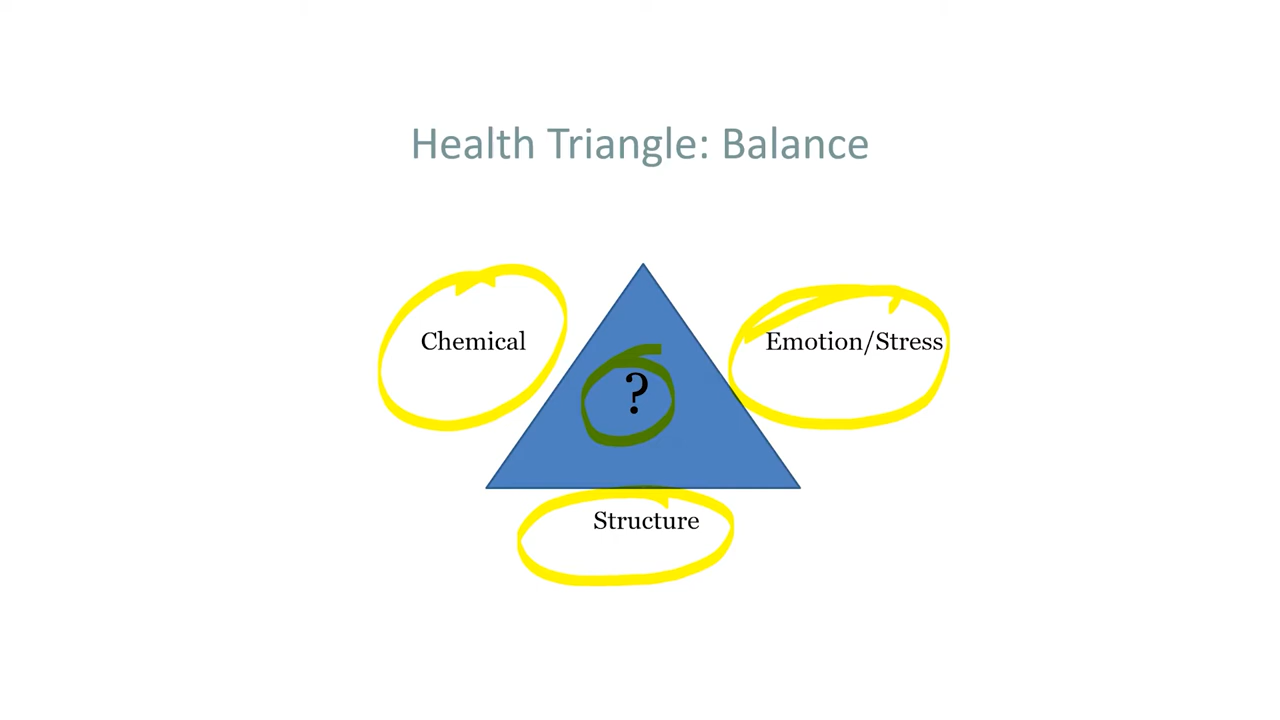 Health Triangle: Balance
Chemical
Emotion/Stress
?
Structure